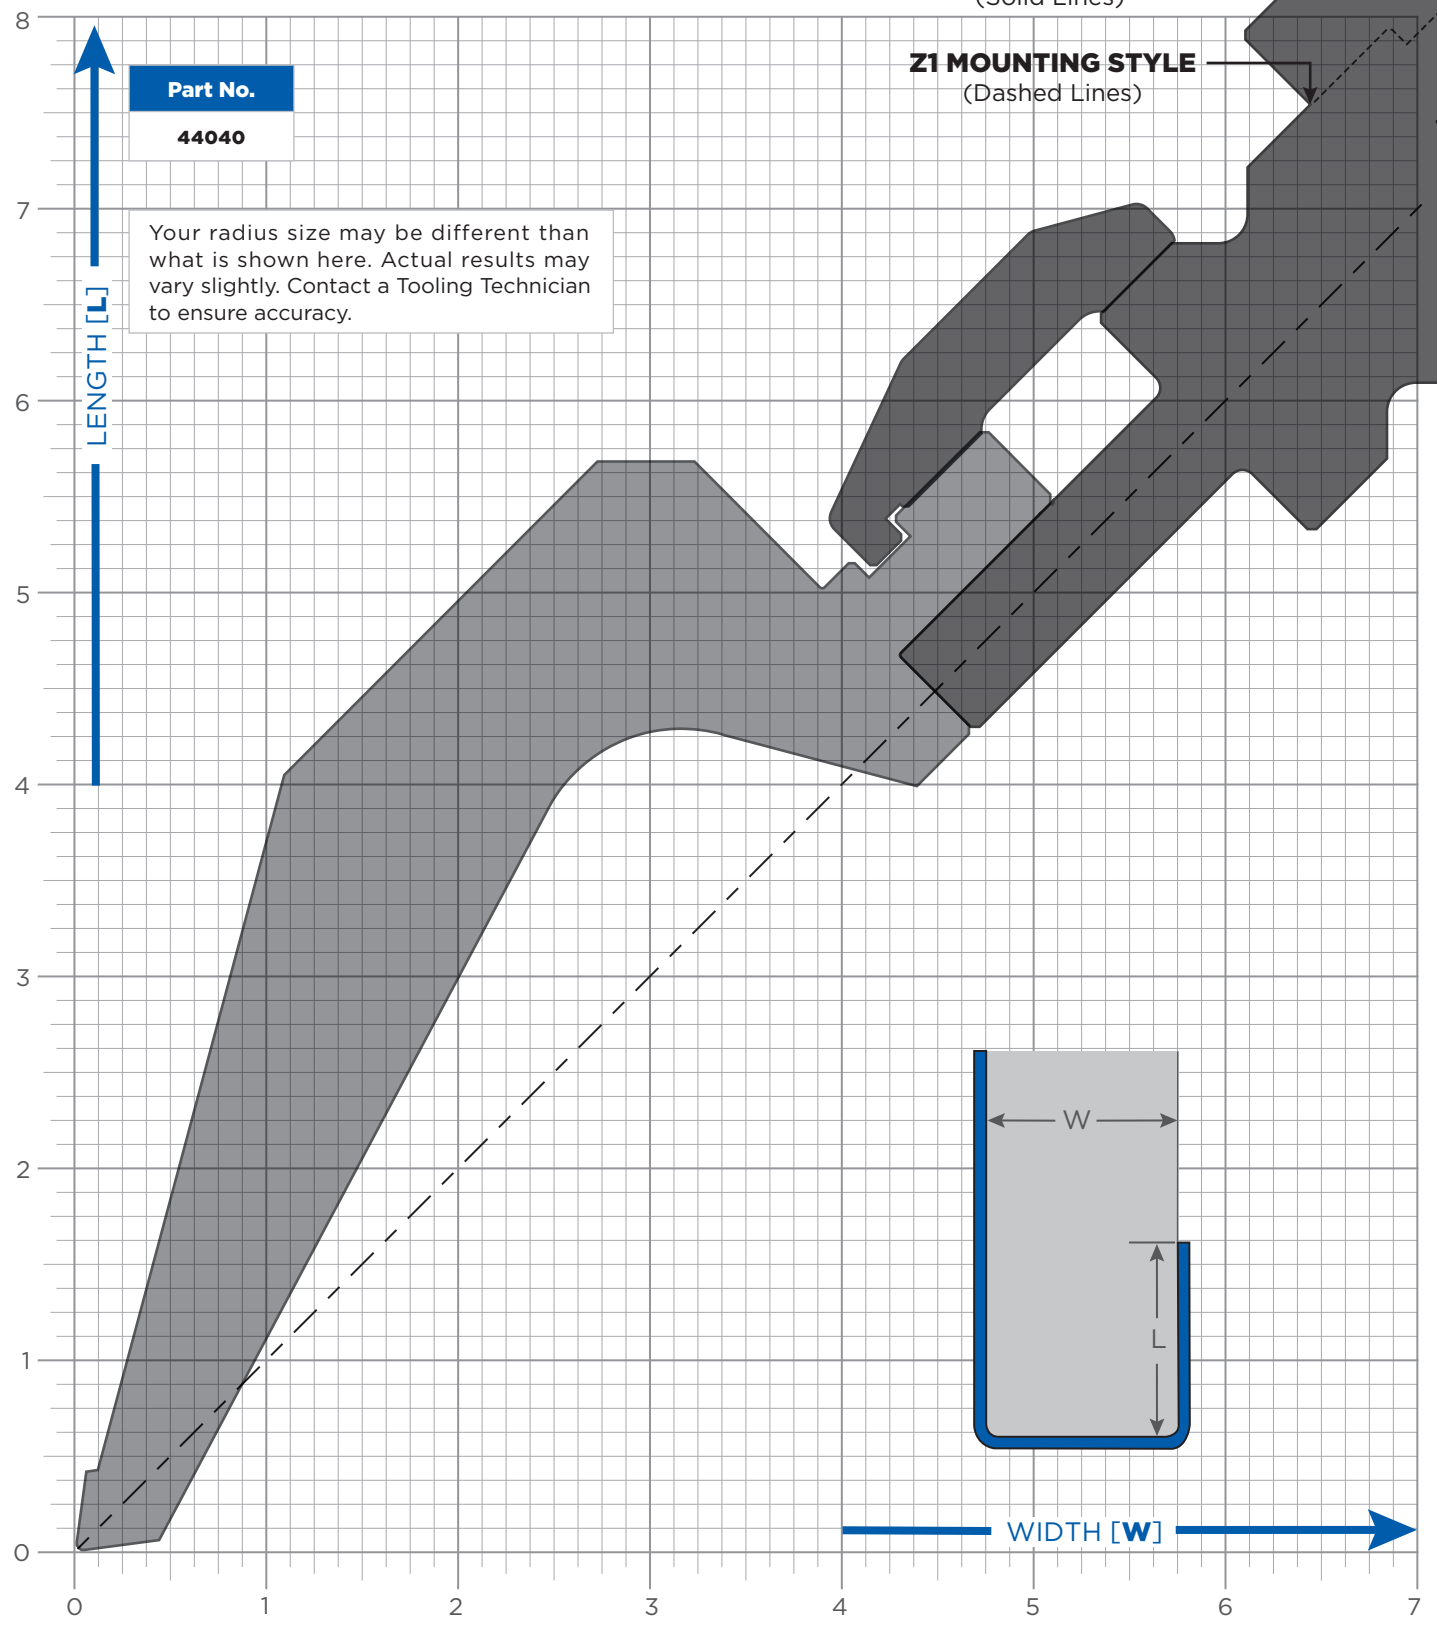 (Solid Lines)
Z1 MOUNTING STYLE
(Dashed Lines)
Part No.
44040
Your radius size may be different than
what is shown here. Actual results may
vary slightly. Contact a Tooling Technician
to ensure accuracy.
LENGTH [L]
8
7
6
5
4
3
2
1
0
W
L
WIDTH [W]
0
1
2
3
4
5
6
7